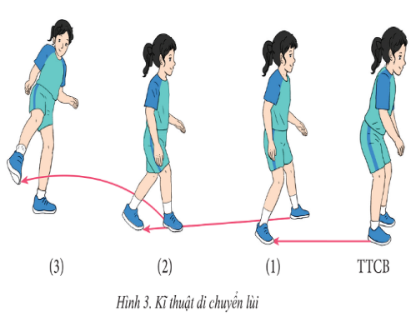 (3) (2) (1) TTCB
Hình 3. Kĩ thuật di chuyển lùi